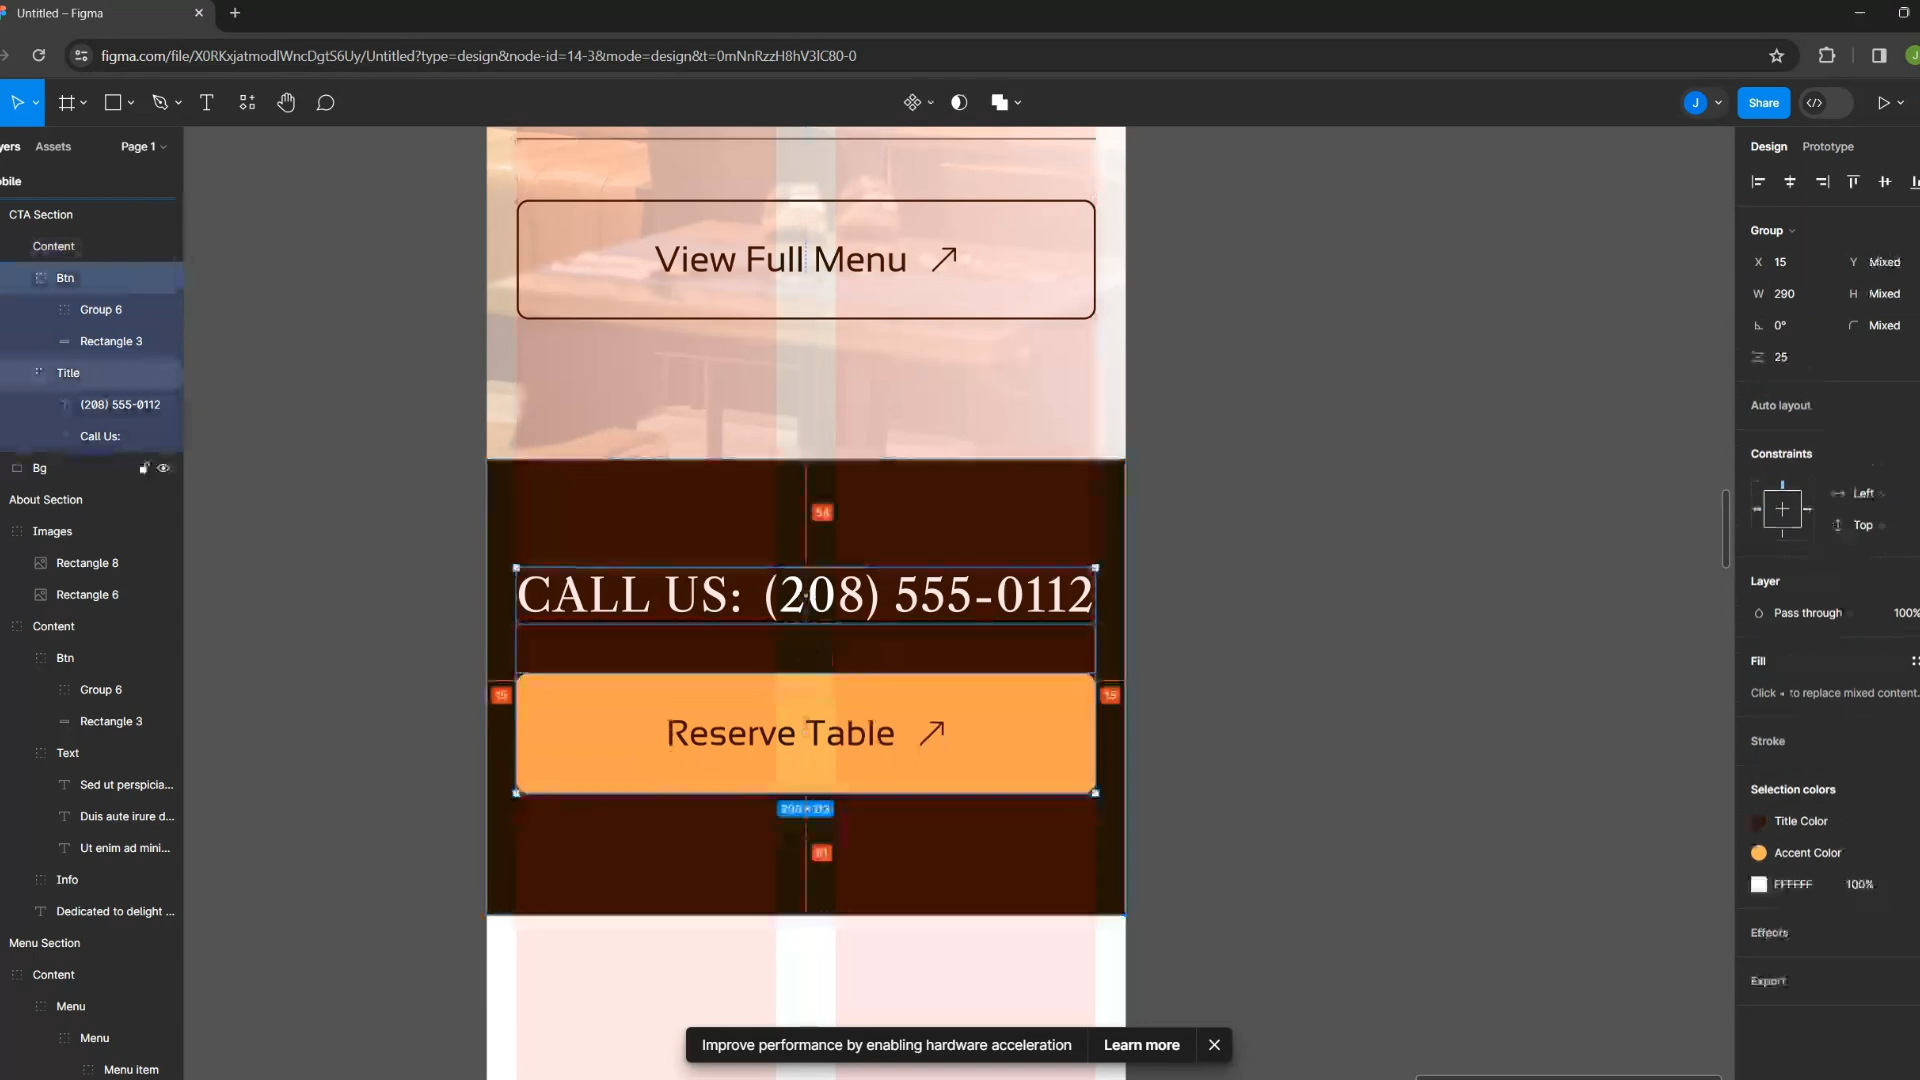 Untitled – Figma
figma.com/file/X0RKxjatmodlWncDgtS6Uy/Untitled?type=design&node-id=14-3&mode=design&t=0mNnRzzH8hV3lC80-0
J
J
Share
yers
Assets
Page 1
obile
CTA Section
Content
Btn
Group 6
Rectangle 3
Title
(208) 555-0112
Call Us:
Bg
About Section
Images
Rectangle 8
Rectangle 6
Content
Btn
Group 6
Rectangle 3
Text
Sed ut perspicia...
Duis aute irure d...
Ut enim ad mini...
Info
Dedicated to delight ...
Menu Section
Content
Menu
Menu
Menu item
View Full Menu
CALL US: (208) 555-0112
15
15
Reserve Table
Improve performance by enabling hardware acceleration
Learn more
Design
Prototype
Group
X 15
Y Mixed
W 290
H Mixed
0°
Mixed
25
Auto layout
Constraints
Left
Top
Layer
Pass through
100%
Fill
Click + to replace mixed content.
Stroke
Selection colors
Title Color
Accent Color
FFFFFF
100%
Effects
Export